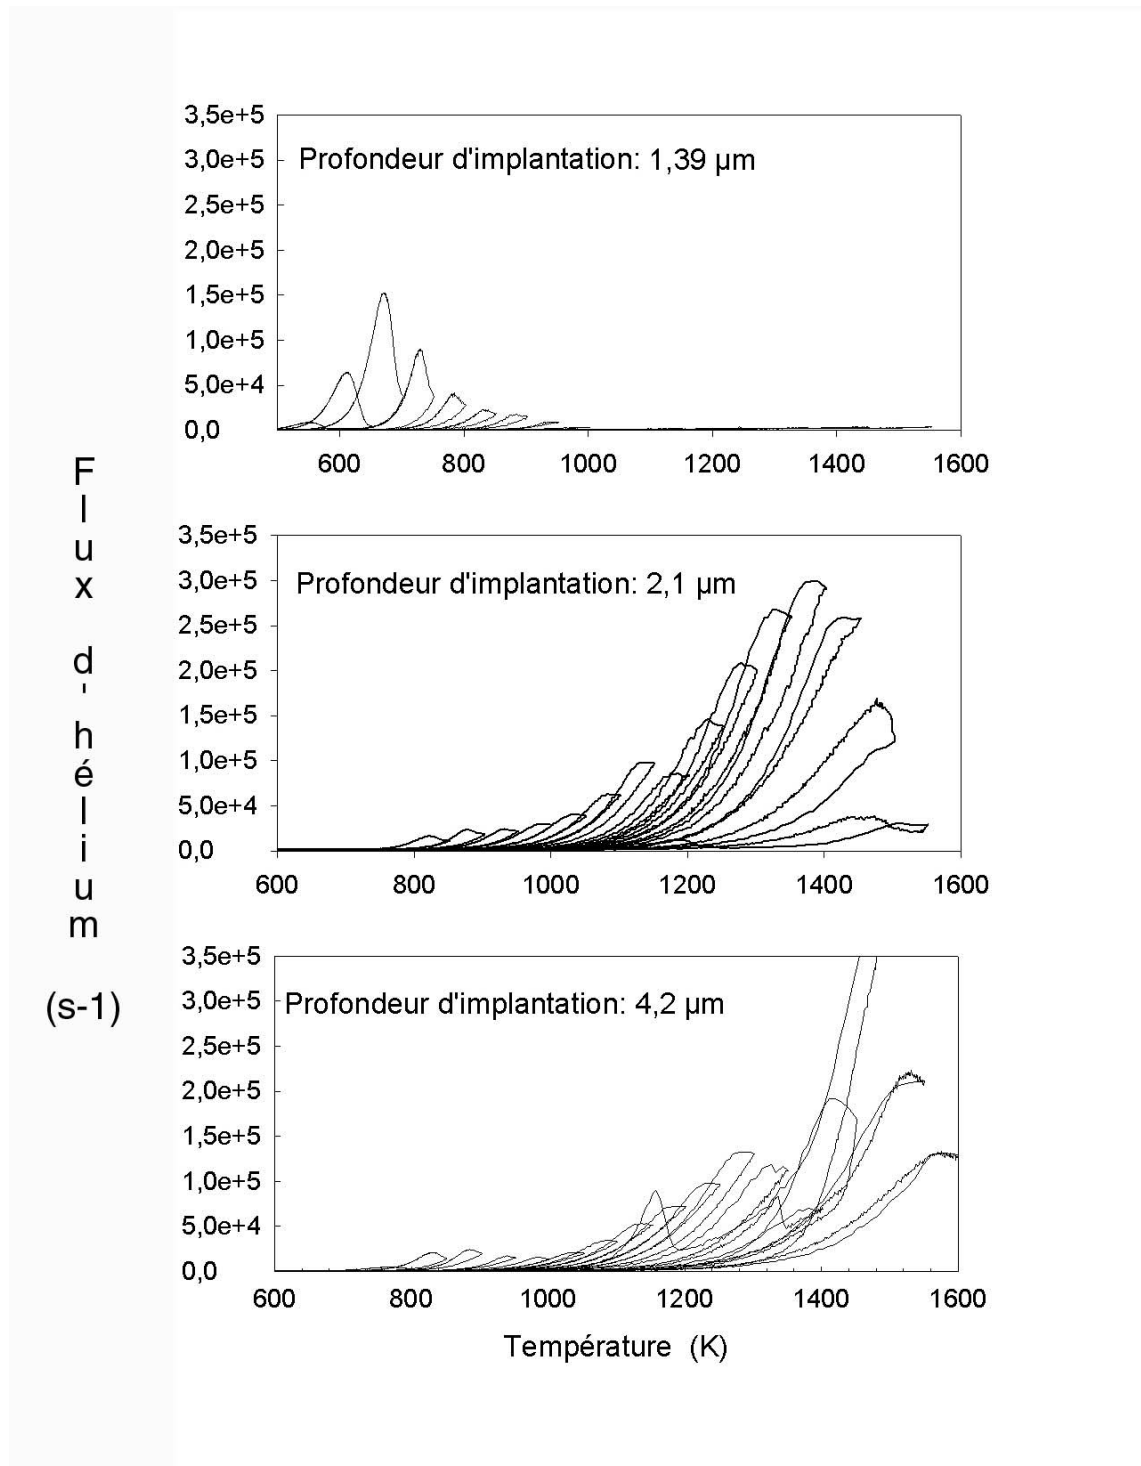 Flux d'hélium (s-1)
3,5e+5
3,0e+5
2,5e+5
2,0e+5
1,5e+5
1,0e+5
5,0e+4
0,0
Profondeur d'implantation: 1,39 µm
600 800 1000 1200 1400 1600
3,5e+5
3,0e+5
2,5e+5
2,0e+5
1,5e+5
1,0e+5
5,0e+4
0,0
Profondeur d'implantation: 2,1 µm
600 800 1000 1200 1400 1600
3,5e+5
3,0e+5
2,5e+5
2,0e+5
1,5e+5
1,0e+5
5,0e+4
0,0
Profondeur d'implantation: 4,2 µm
600 800 1000 1200 1400 1600
Température (K)